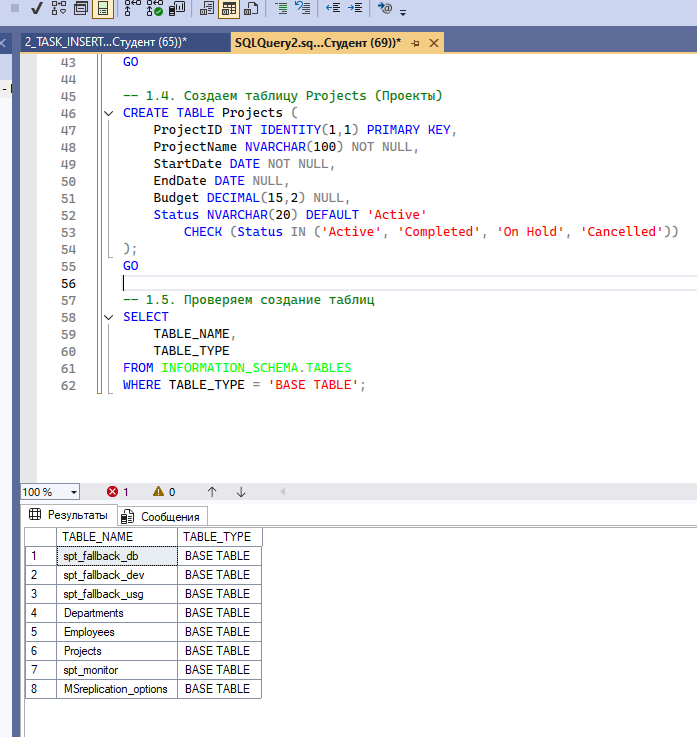 2_TASK_INSERT...Студент (65))* SQLQuery2.sq...Студент (69))*
43 GO
44
45 -- 1.4. Создаем таблицу Projects (Проекты)
46 CREATE TABLE Projects (
47 ProjectID INT IDENTITY(1,1) PRIMARY KEY,
48 ProjectName NVARCHAR(100) NOT NULL,
49 StartDate DATE NOT NULL,
50 EndDate DATE NULL,
51 Budget DECIMAL(15,2) NULL,
52 Status NVARCHAR(20) DEFAULT 'Active'
53 CHECK (Status IN ('Active', 'Completed', 'On Hold', 'Cancelled'))
54 );
55 GO
56
57 -- 1.5. Проверяем создание таблиц
58 SELECT
59 TABLE_NAME,
60 TABLE_TYPE
61 FROM INFORMATION_SCHEMA.TABLES
62 WHERE TABLE_TYPE = 'BASE TABLE';
100 % 1 0
Результаты Сообщения
TABLE_NAME TABLE_TYPE
1 spt_fallback_db BASE TABLE
2 spt_fallback_dev BASE TABLE
3 spt_fallback_usg BASE TABLE
4 Departments BASE TABLE
5 Employees BASE TABLE
6 Projects BASE TABLE
7 spt_monitor BASE TABLE
8 MSreplication_options BASE TABLE